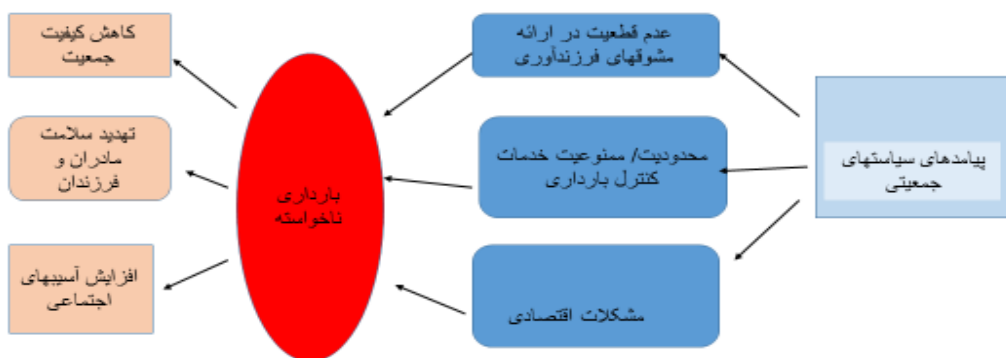 پیامدهای سیاستهای
جمعیتی
عدم قطعیت در ارائه
مشوقهای فرزندآوری
محدودیت/ ممنوعیت خدمات
کنترل بارداری
مشکلات اقتصادی
بارداری
ناخواسته
کاهش کیفیت
جمعیت
تهدید سلامت
مادران و
فرزندان
افزایش آسیبهای
اجتماعی